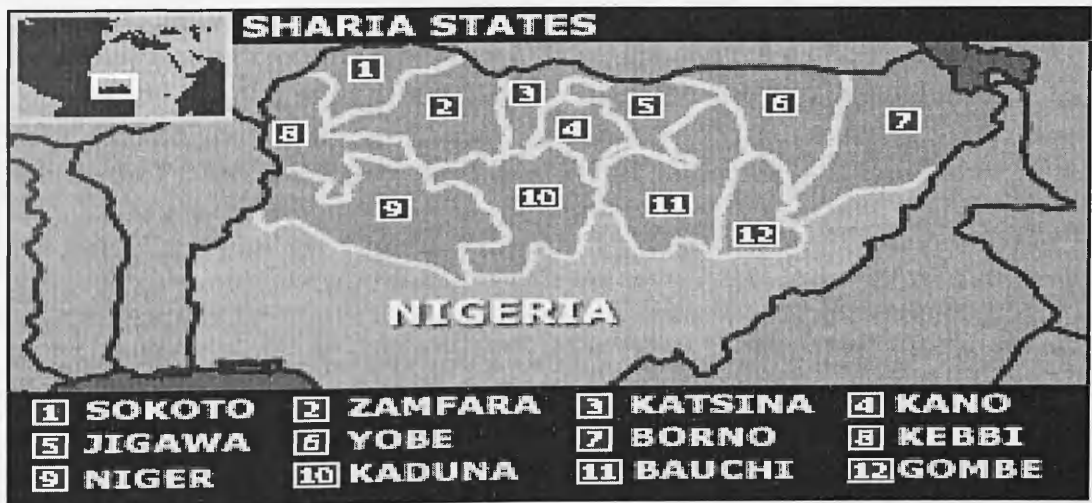 SHARIA STATES
1
2
3
4
5
6
7
8
9
10
11
12
NIGERIA
1 SOKOTO 2 ZAMFARA 3 KATSINA 4 KANO
5 JIGAWA 6 YOBE 7 BORNO 8 KEBBI
9 NIGER 10 KADUNA 11 BAUCHI 12 GOMBE